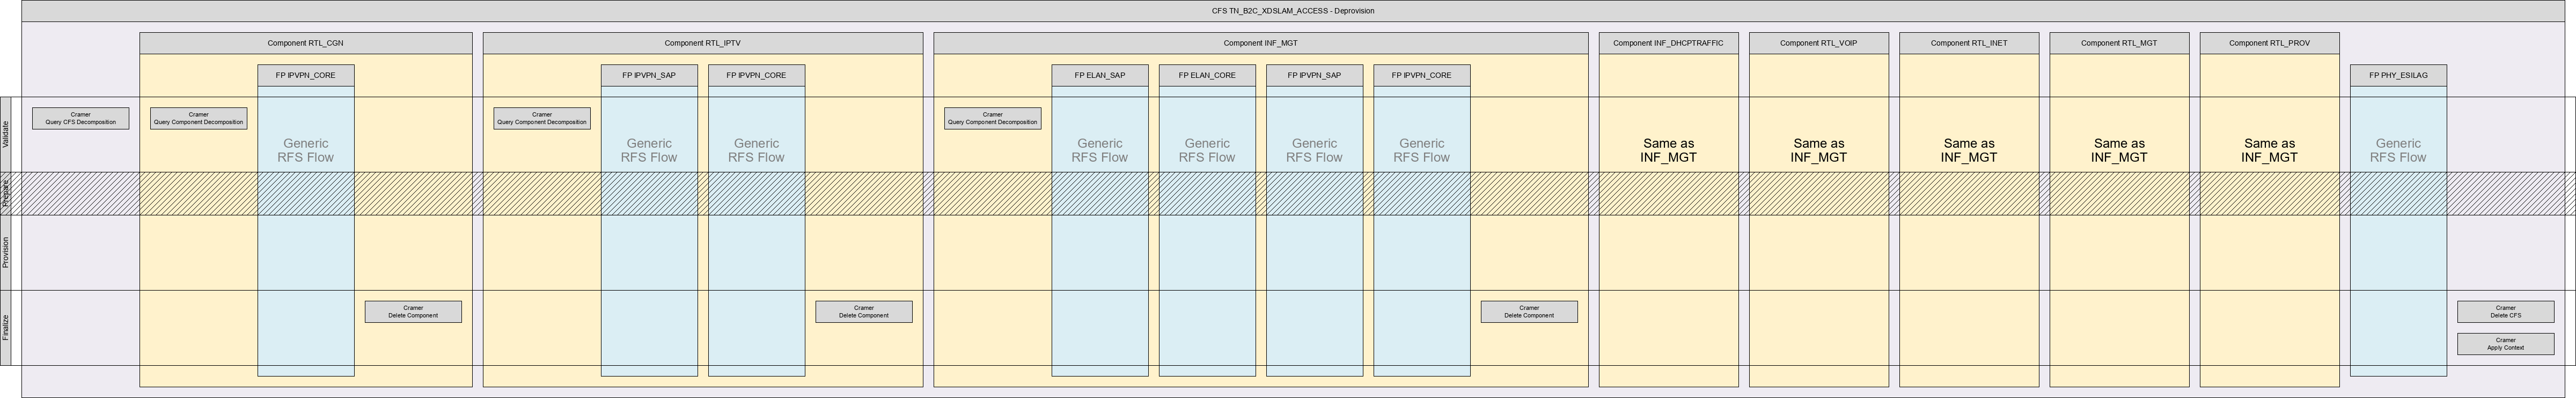 CFS TN_B2C_XDSLAM_ACCESS - Deprovision
Component RTL_CGN
Component RTL_IPTV
Component INF_MGT
Component INF_DHCPTRAFFIC
Component RTL_VOIP
Component RTL_INET
Component RTL_MGT
Component RTL_PROV
FP IPVPN_CORE
FP IPVPN_SAP
FP IPVPN_CORE
FP ELAN_SAP
FP ELAN_CORE
FP IPVPN_SAP
FP IPVPN_CORE
FP PHY_ESILAG
Validate
Cramer
Query CFS Decomposition
Cramer
Query Component Decomposition
Generic
RFS Flow
Cramer
Query Component Decomposition
Generic
RFS Flow
Generic
RFS Flow
Cramer
Query Component Decomposition
Generic
RFS Flow
Generic
RFS Flow
Generic
RFS Flow
Generic
RFS Flow
Same as
INF_MGT
Same as
INF_MGT
Same as
INF_MGT
Same as
INF_MGT
Same as
INF_MGT
Generic
RFS Flow
Prepare
Provision
Finalize
Cramer
Delete Component
Cramer
Delete Component
Cramer
Delete Component
Cramer
Delete CFS
Cramer
Apply Context